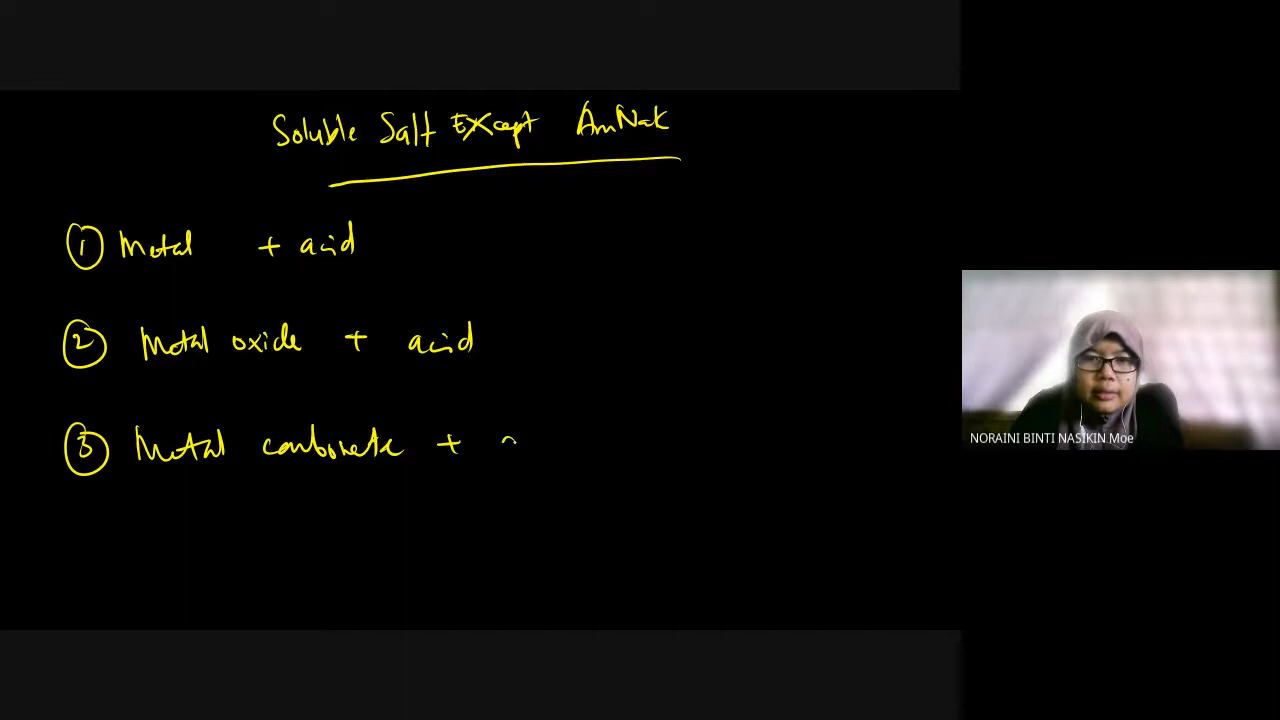 Soluble Salt Except AmNaK
① Metal + acid
② Metal oxide + acid
③ Metal carbonate +
NORAINI BINTI NASIKIN Moe